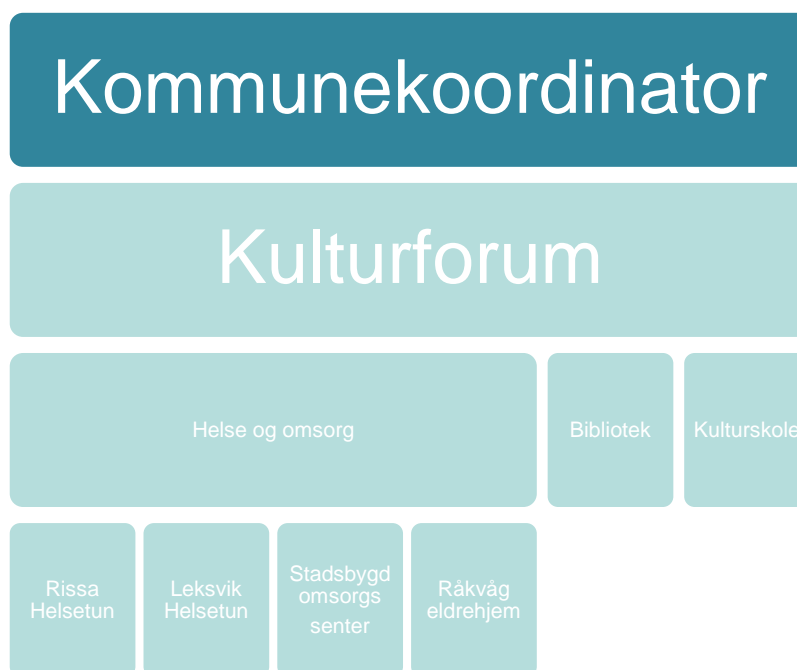 Kommunekoordinator
Kulturforum
Helse og omsorg
Bibliotek
Kulturskole
Rissa
Helsetun
Leksvik
Helsetun
Stadsbygd
omsorgs
senter
Råkvåg
eldrehjem